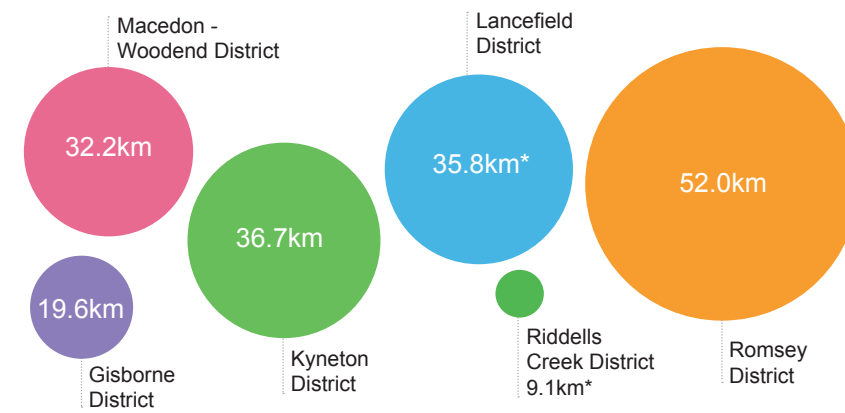 Macedon -
Woodend District
32.2km
19.6km
Gisborne
District
36.7km
Kyneton
District
Lancefield
District
35.8km*
Riddells
Creek District
9.1km*
52.0km
Romsey
District